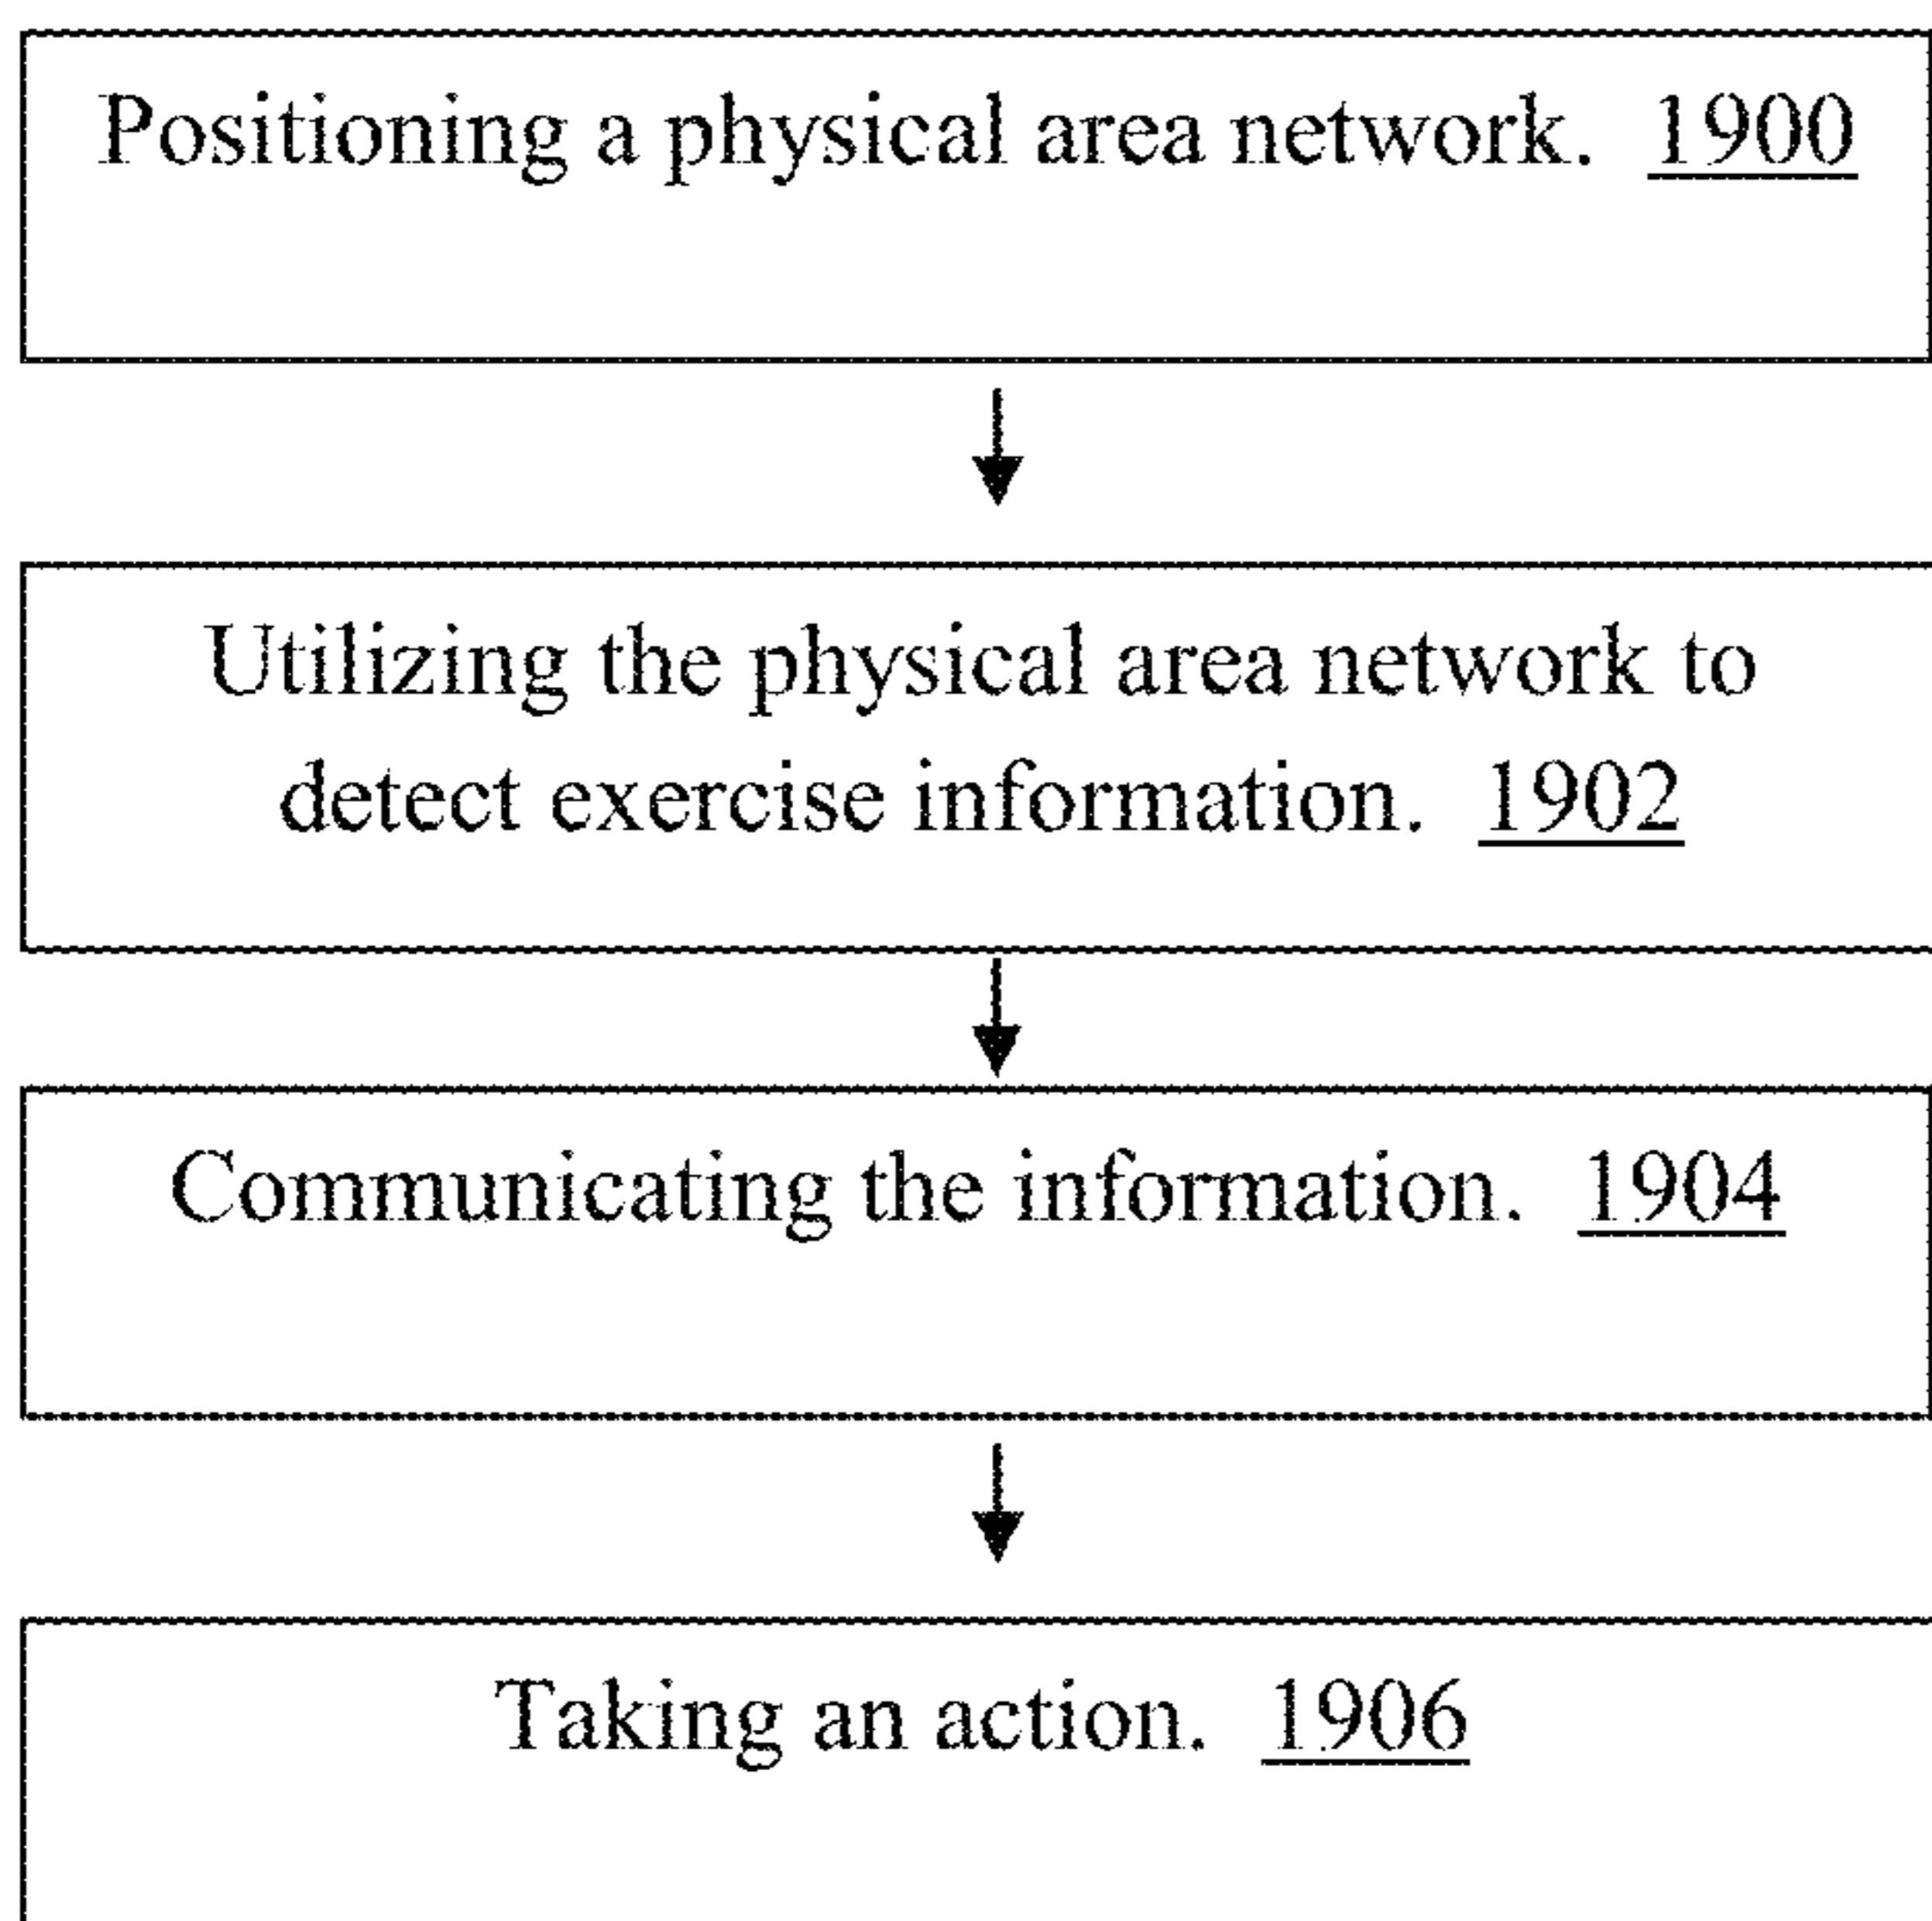 Positioning a physical area network. 1900
Utilizing the physical area network to
detect exercise information. 1902
Communicating the information. 1904
Taking an action. 1906